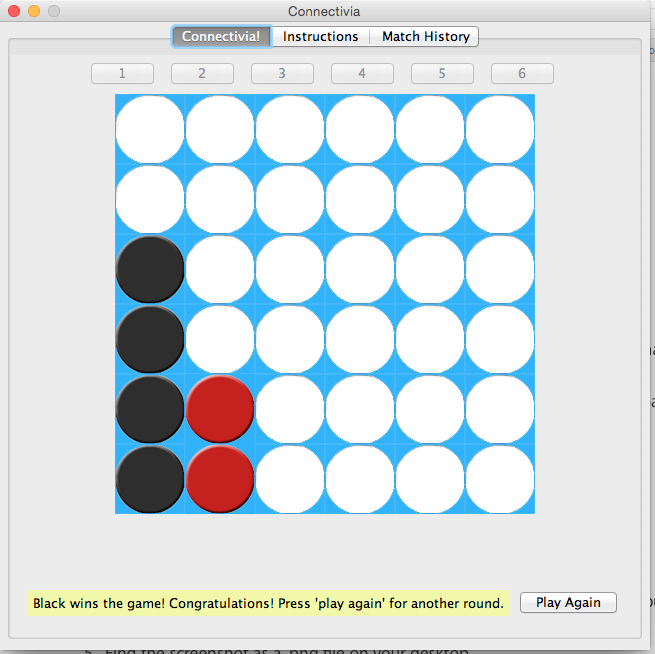 Connectivia
Connectivia! Instructions Match History
1 2 3 4 5 6
Black wins the game! Congratulations! Press 'play again' for another round.
Play Again